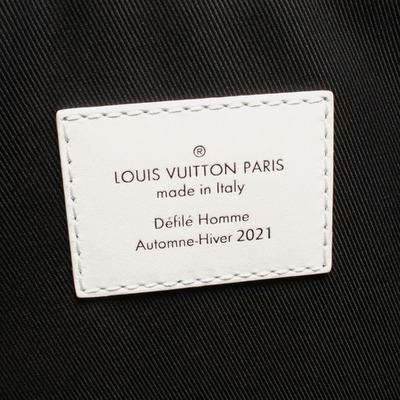 ®
LOUIS VUITTON PARIS
made in Italy
Défilé Homme
Automne-Hiver 2021